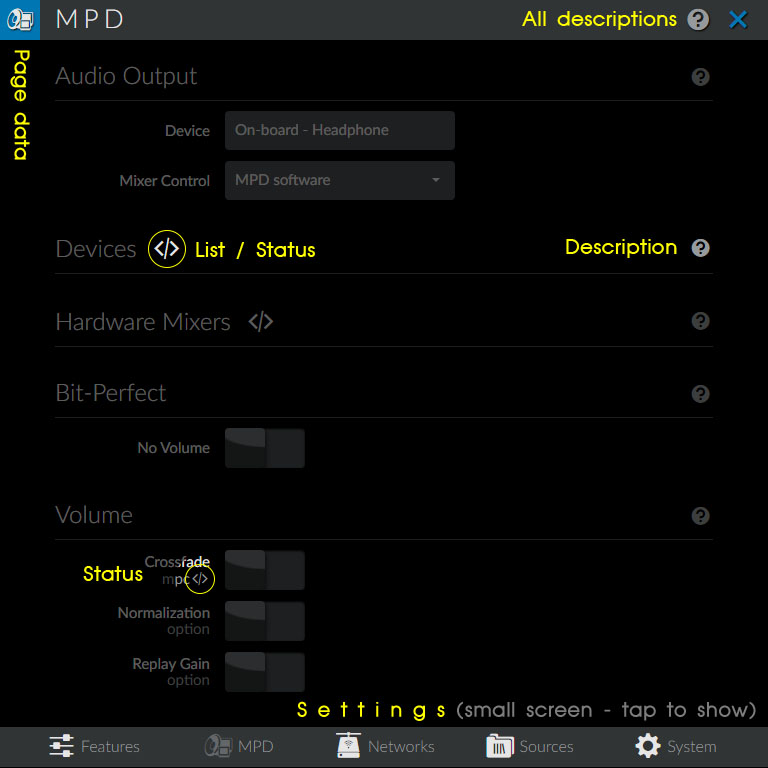 MPD All descriptions
Page data
Audio Output
Device On-board - Headphone
Mixer Control MPD software
Devices </> List / Status Description
Hardware Mixers </>
Bit-Perfect
No Volume
Volume
Crossfade
Status mpc </>
Normalization
option
Replay Gain
option
Settings (small screen - tap to show)
Features MPD Networks Sources System